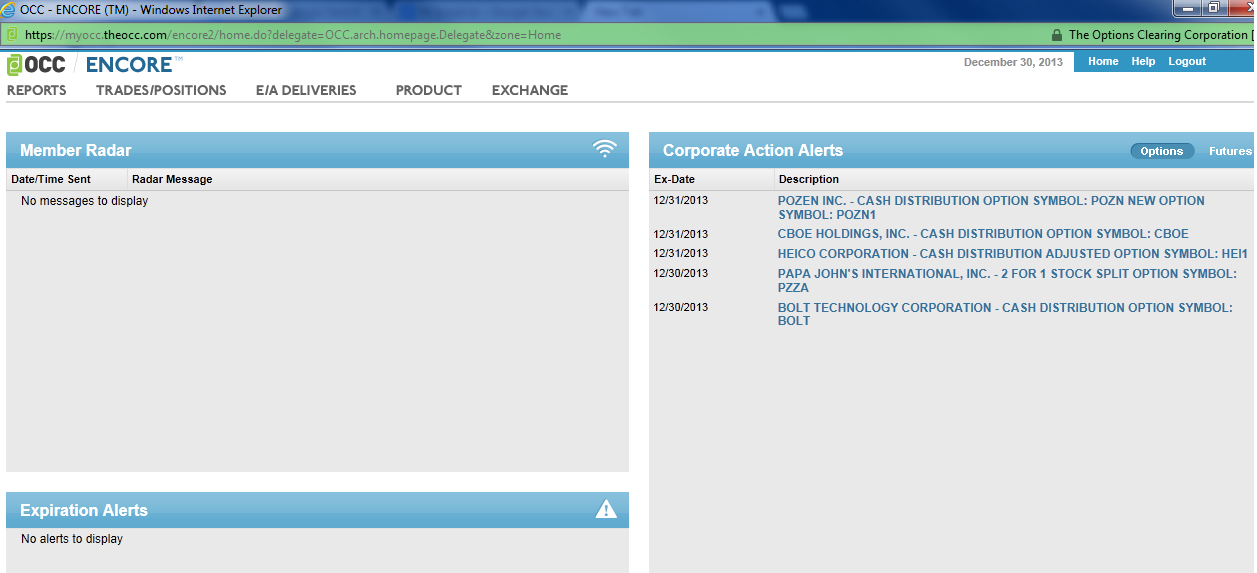 OCC - ENCORE (TM) - Windows Internet Explorer
https://myocc.theocc.com/encore2/home.do?delegate=OCC.arch.homepage.Delegate&zone=Home
The Options Clearing Corporation [
OCC ENCORE™
December 30, 2013
Home Help Logout
REPORTS TRADES/POSITIONS E/A DELIVERIES PRODUCT EXCHANGE
Member Radar
Date/Time Sent Radar Message
No messages to display
Expiration Alerts
No alerts to display
Corporate Action Alerts Options Futures
Ex-Date Description
12/31/2013 POZEN INC. - CASH DISTRIBUTION OPTION SYMBOL: POZN NEW OPTION
SYMBOL: POZN1
12/31/2013 CBOE HOLDINGS, INC. - CASH DISTRIBUTION OPTION SYMBOL: CBOE
12/31/2013 HEICO CORPORATION - CASH DISTRIBUTION ADJUSTED OPTION SYMBOL: HEI1
12/30/2013 PAPA JOHN'S INTERNATIONAL, INC. - 2 FOR 1 STOCK SPLIT OPTION SYMBOL:
PZZA
12/30/2013 BOLT TECHNOLOGY CORPORATION - CASH DISTRIBUTION OPTION SYMBOL:
BOLT